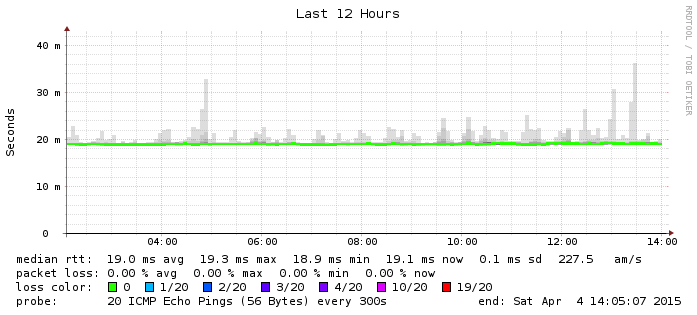 Last 12 Hours
RRDTOOL / TOBI OETIKER
Seconds
40 m
30 m
20 m
10 m
0
04:00 06:00 08:00 10:00 12:00 14:00
median rtt: 19.0 ms avg 19.3 ms max 18.9 ms min 19.1 ms now 0.1 ms sd 227.5 am/s
packet loss: 0.00 % avg 0.00 % max 0.00 % min 0.00 % now
loss color: 0 1/20 2/20 3/20 4/20 10/20 19/20
probe: 20 ICMP Echo Pings (56 Bytes) every 300s end: Sat Apr 4 14:05:07 2015